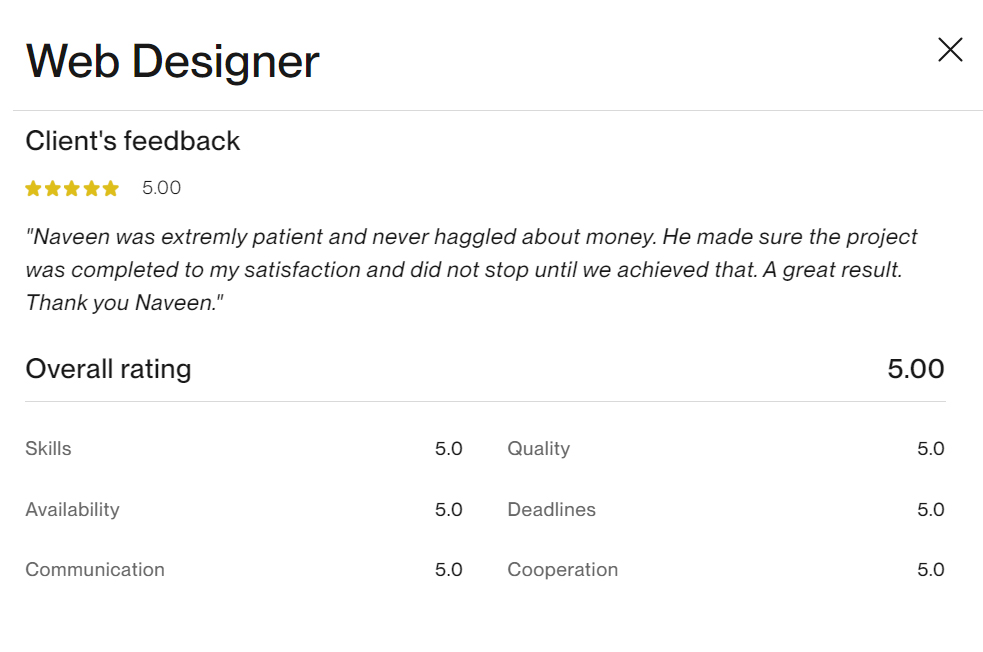 Web Designer
Client's feedback
5.00
"Naveen was extremly patient and never haggled about money. He made sure the project
was completed to my satisfaction and did not stop until we achieved that. A great result.
Thank you Naveen."
Overall rating 5.00
Skills 5.0 Quality 5.0
Availability 5.0 Deadlines 5.0
Communication 5.0 Cooperation 5.0